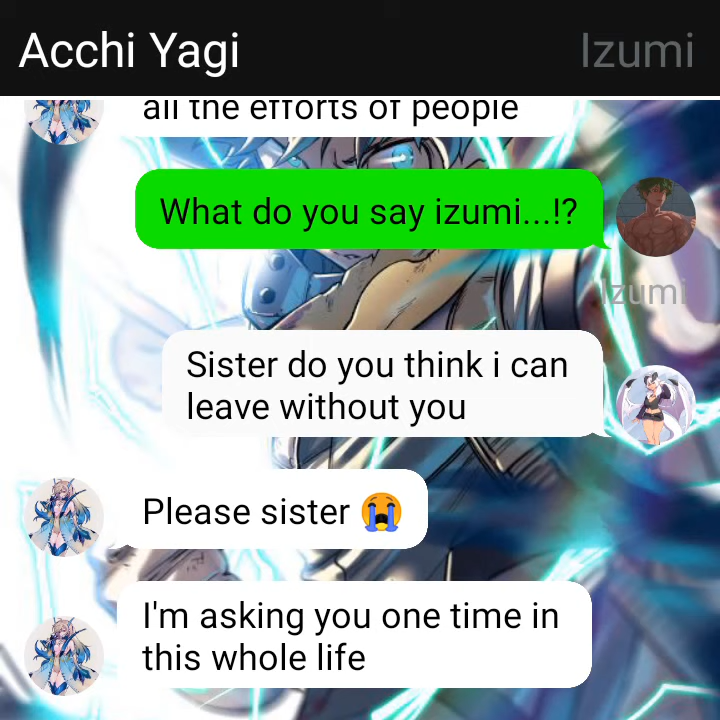 Acchi Yagi
Izumi
all the efforts of people
What do you say izumi...!?
Izumi
Sister do you think i can
leave without you
Please sister 😭
I'm asking you one time in
this whole life